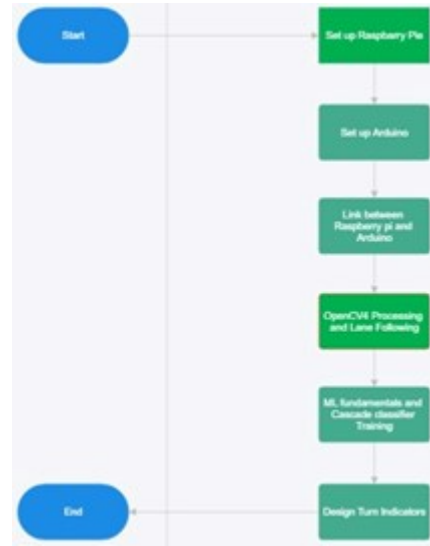 Start
Set up Raspberry Pie
Set up Arduino
Link between
Raspberry pi and
Arduino
OpenCV4 Processing
and Lane Following
ML fundamentals and
Cascade classifier
Training
End
Design Turn Indicators